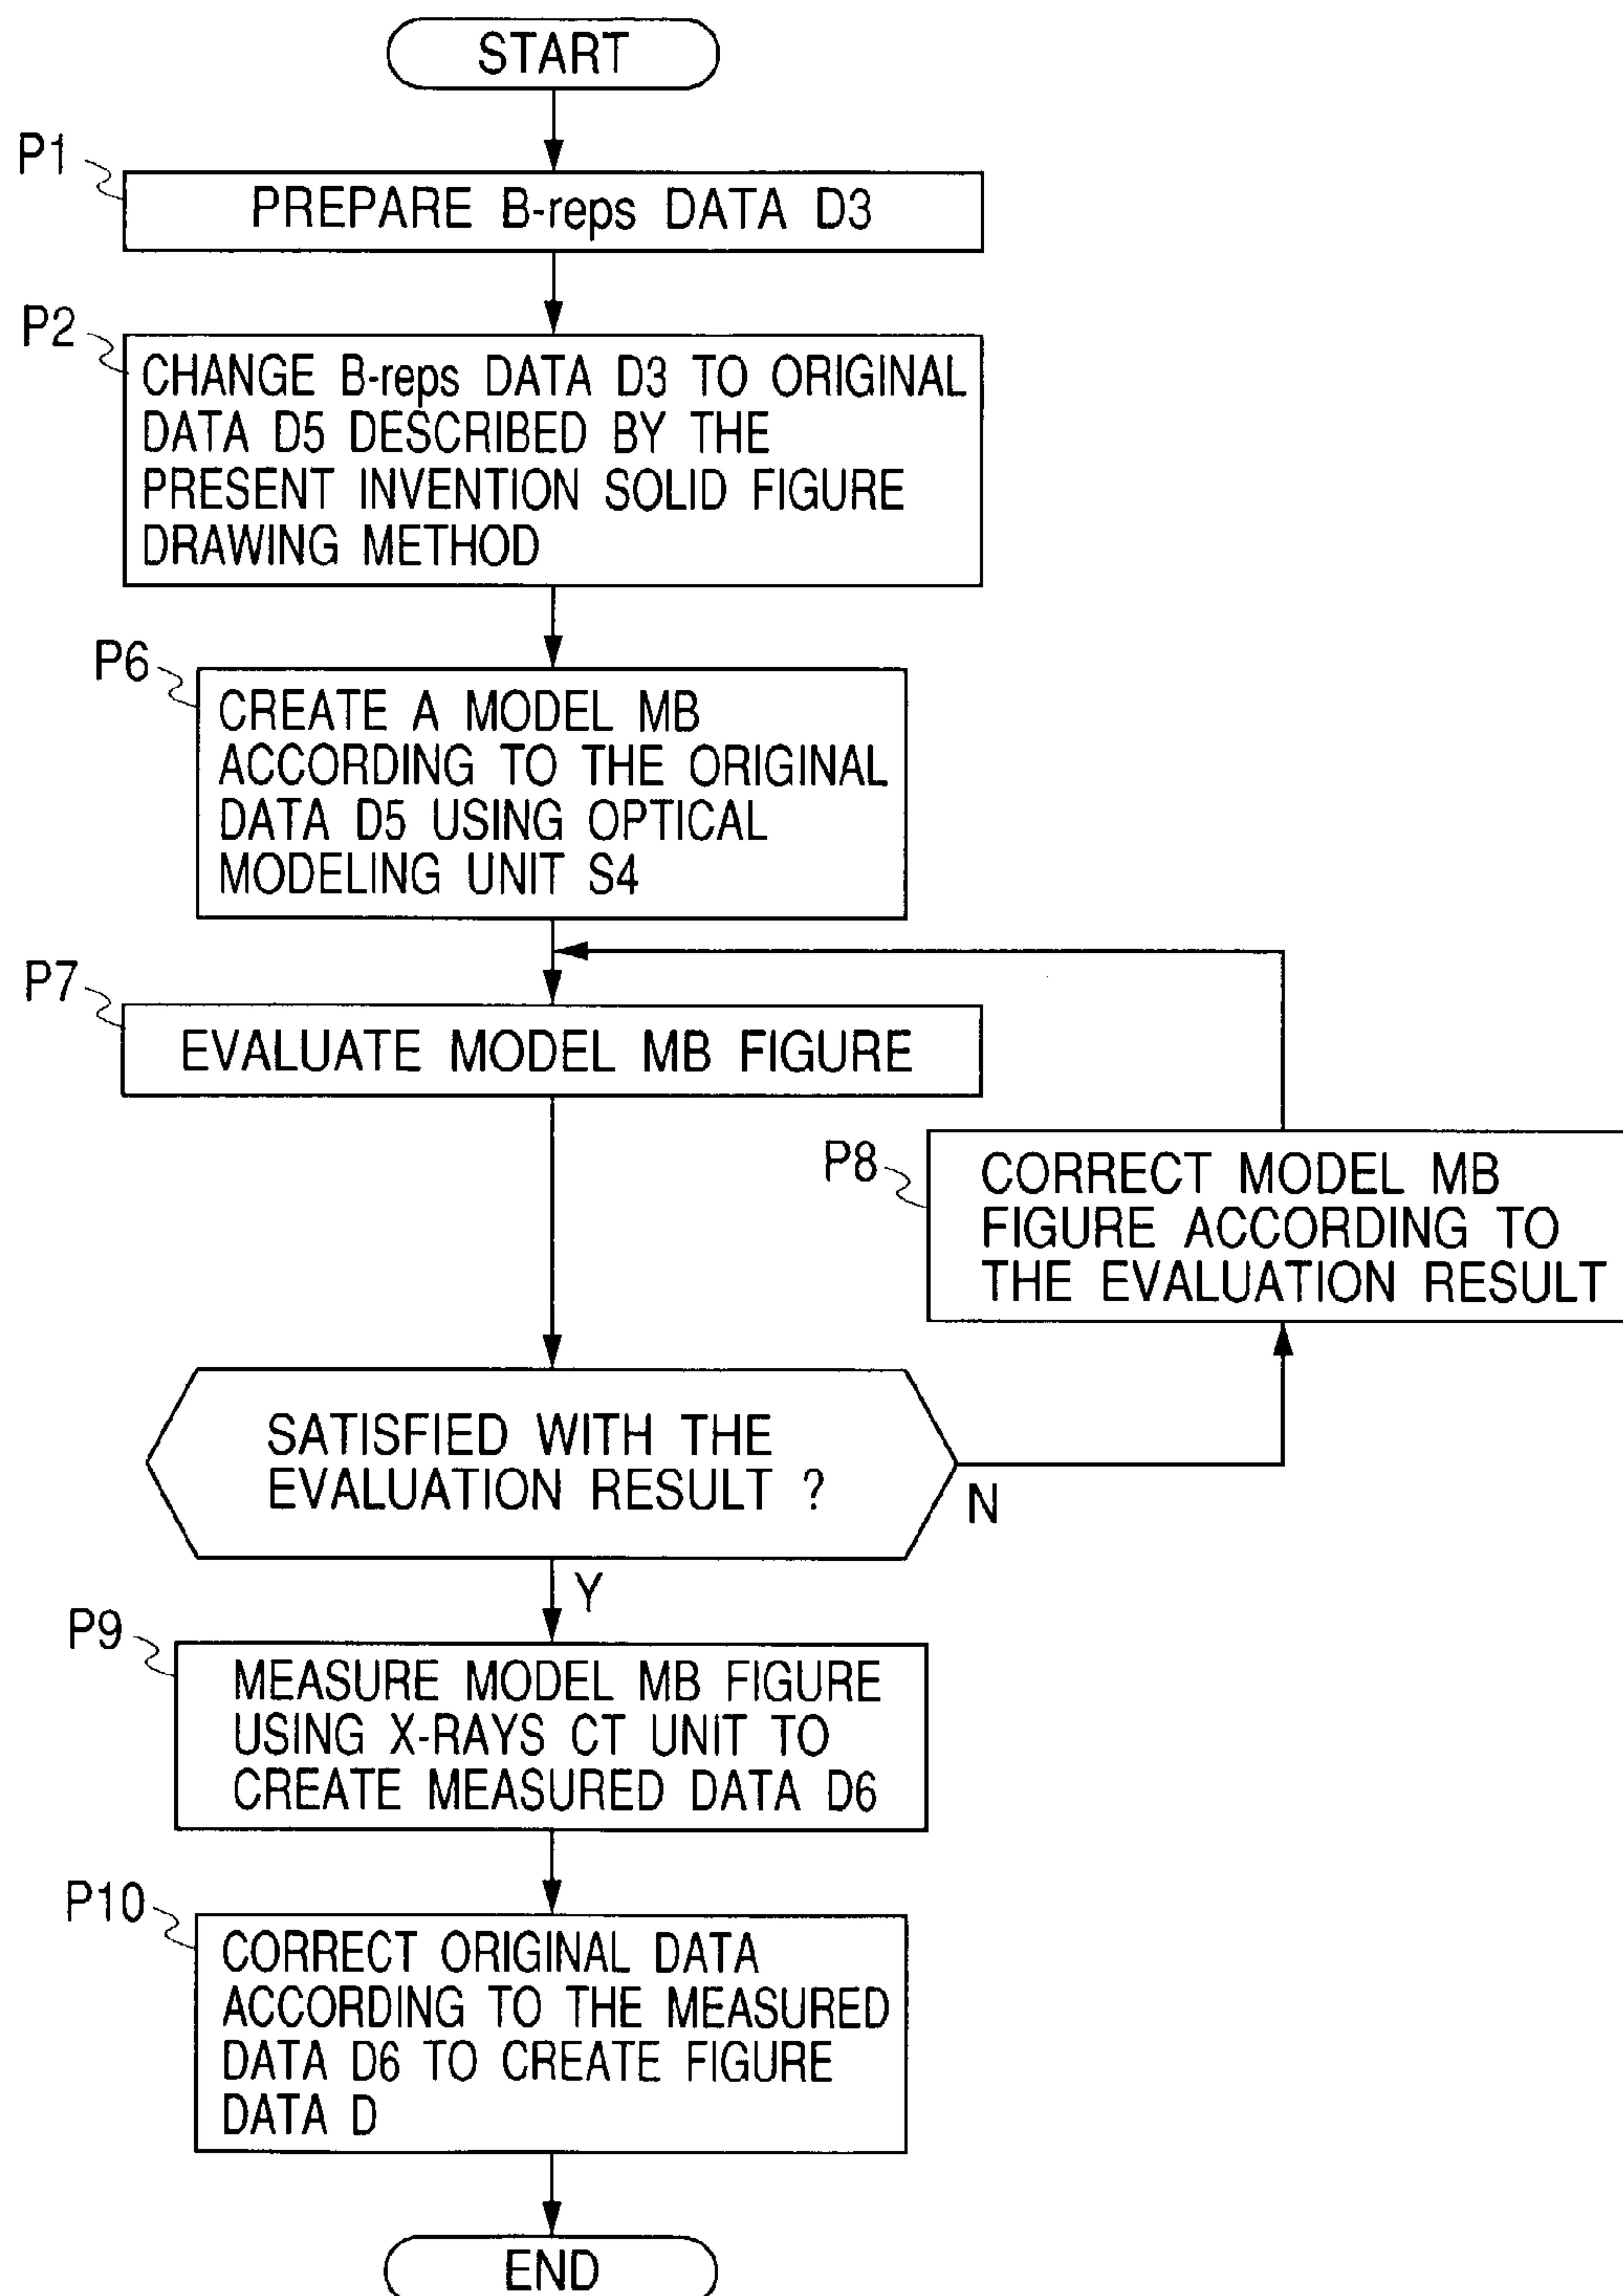 START
P1
PREPARE B-reps DATA D3
P2
CHANGE B-reps DATA D3 TO ORIGINAL
DATA D5 DESCRIBED BY THE
PRESENT INVENTION SOLID FIGURE
DRAWING METHOD
P6
CREATE A MODEL MB
ACCORDING TO THE ORIGINAL
DATA D5 USING OPTICAL
MODELING UNIT S4
P7
EVALUATE MODEL MB FIGURE
P8
CORRECT MODEL MB
FIGURE ACCORDING TO
THE EVALUATION RESULT
SATISFIED WITH THE
EVALUATION RESULT ?
N
Y
P9
MEASURE MODEL MB FIGURE
USING X-RAYS CT UNIT TO
CREATE MEASURED DATA D6
P10
CORRECT ORIGINAL DATA
ACCORDING TO THE MEASURED
DATA D6 TO CREATE FIGURE
DATA D
END